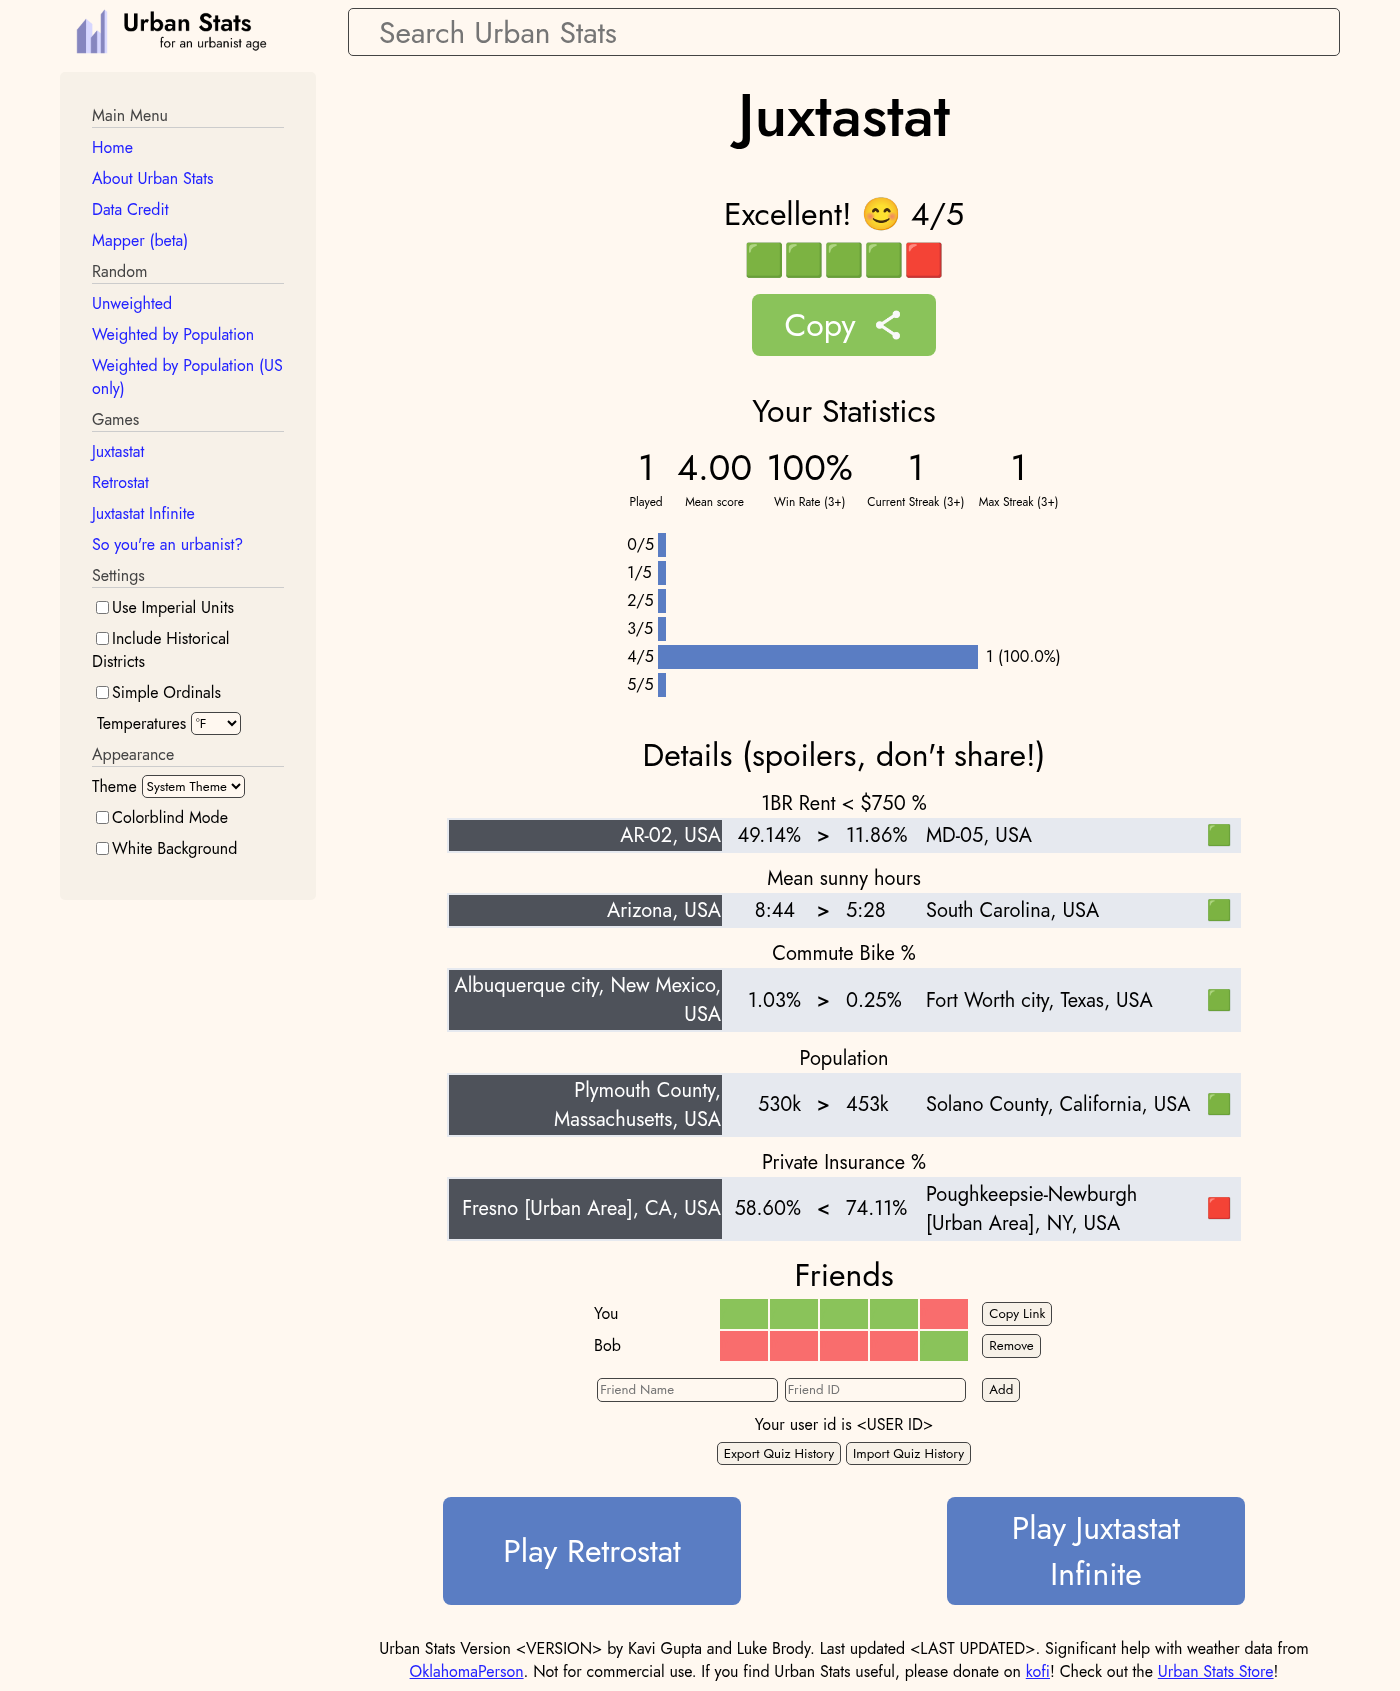 Urban Stats
for an urbanist age
Search Urban Stats
Main Menu
Home
About Urban Stats
Data Credit
Mapper (beta)
Random
Unweighted
Weighted by Population
Weighted by Population (US
only)
Games
Juxtastat
Retrostat
Juxtastat Infinite
So you're an urbanist?
Settings
Use Imperial Units
Include Historical
Districts
Simple Ordinals
Temperatures °F
Appearance
Theme System Theme
Colorblind Mode
White Background
Juxtastat
Excellent! 😊 4/5
🟩🟩🟩🟩🟥
Copy
Your Statistics
1 4.00 100% 1 1
Played Mean score Win Rate (3+) Current Streak (3+) Max Streak (3+)
0/5
1/5
2/5
3/5
4/5 1 (100.0%)
5/5
Details (spoilers, don't share!)
1BR Rent < $750 %
AR-02, USA 49.14% > 11.86% MD-05, USA 🟩
Mean sunny hours
Arizona, USA 8:44 > 5:28 South Carolina, USA 🟩
Commute Bike %
Albuquerque city, New Mexico,
USA 1.03% > 0.25% Fort Worth city, Texas, USA 🟩
Population
Plymouth County,
Massachusetts, USA 530k > 453k Solano County, California, USA 🟩
Private Insurance %
Fresno [Urban Area], CA, USA 58.60% < 74.11% Poughkeepsie-Newburgh
[Urban Area], NY, USA 🟥
Friends
You Copy Link
Bob Remove
Friend Name Friend ID Add
Your user id is <USER ID>
Export Quiz History Import Quiz History
Play Retrostat
Play Juxtastat
Infinite
Urban Stats Version <VERSION> by Kavi Gupta and Luke Brody. Last updated <LAST UPDATED>. Significant help with weather data from
OklahomaPerson. Not for commercial use. If you find Urban Stats useful, please donate on kofi! Check out the Urban Stats Store!